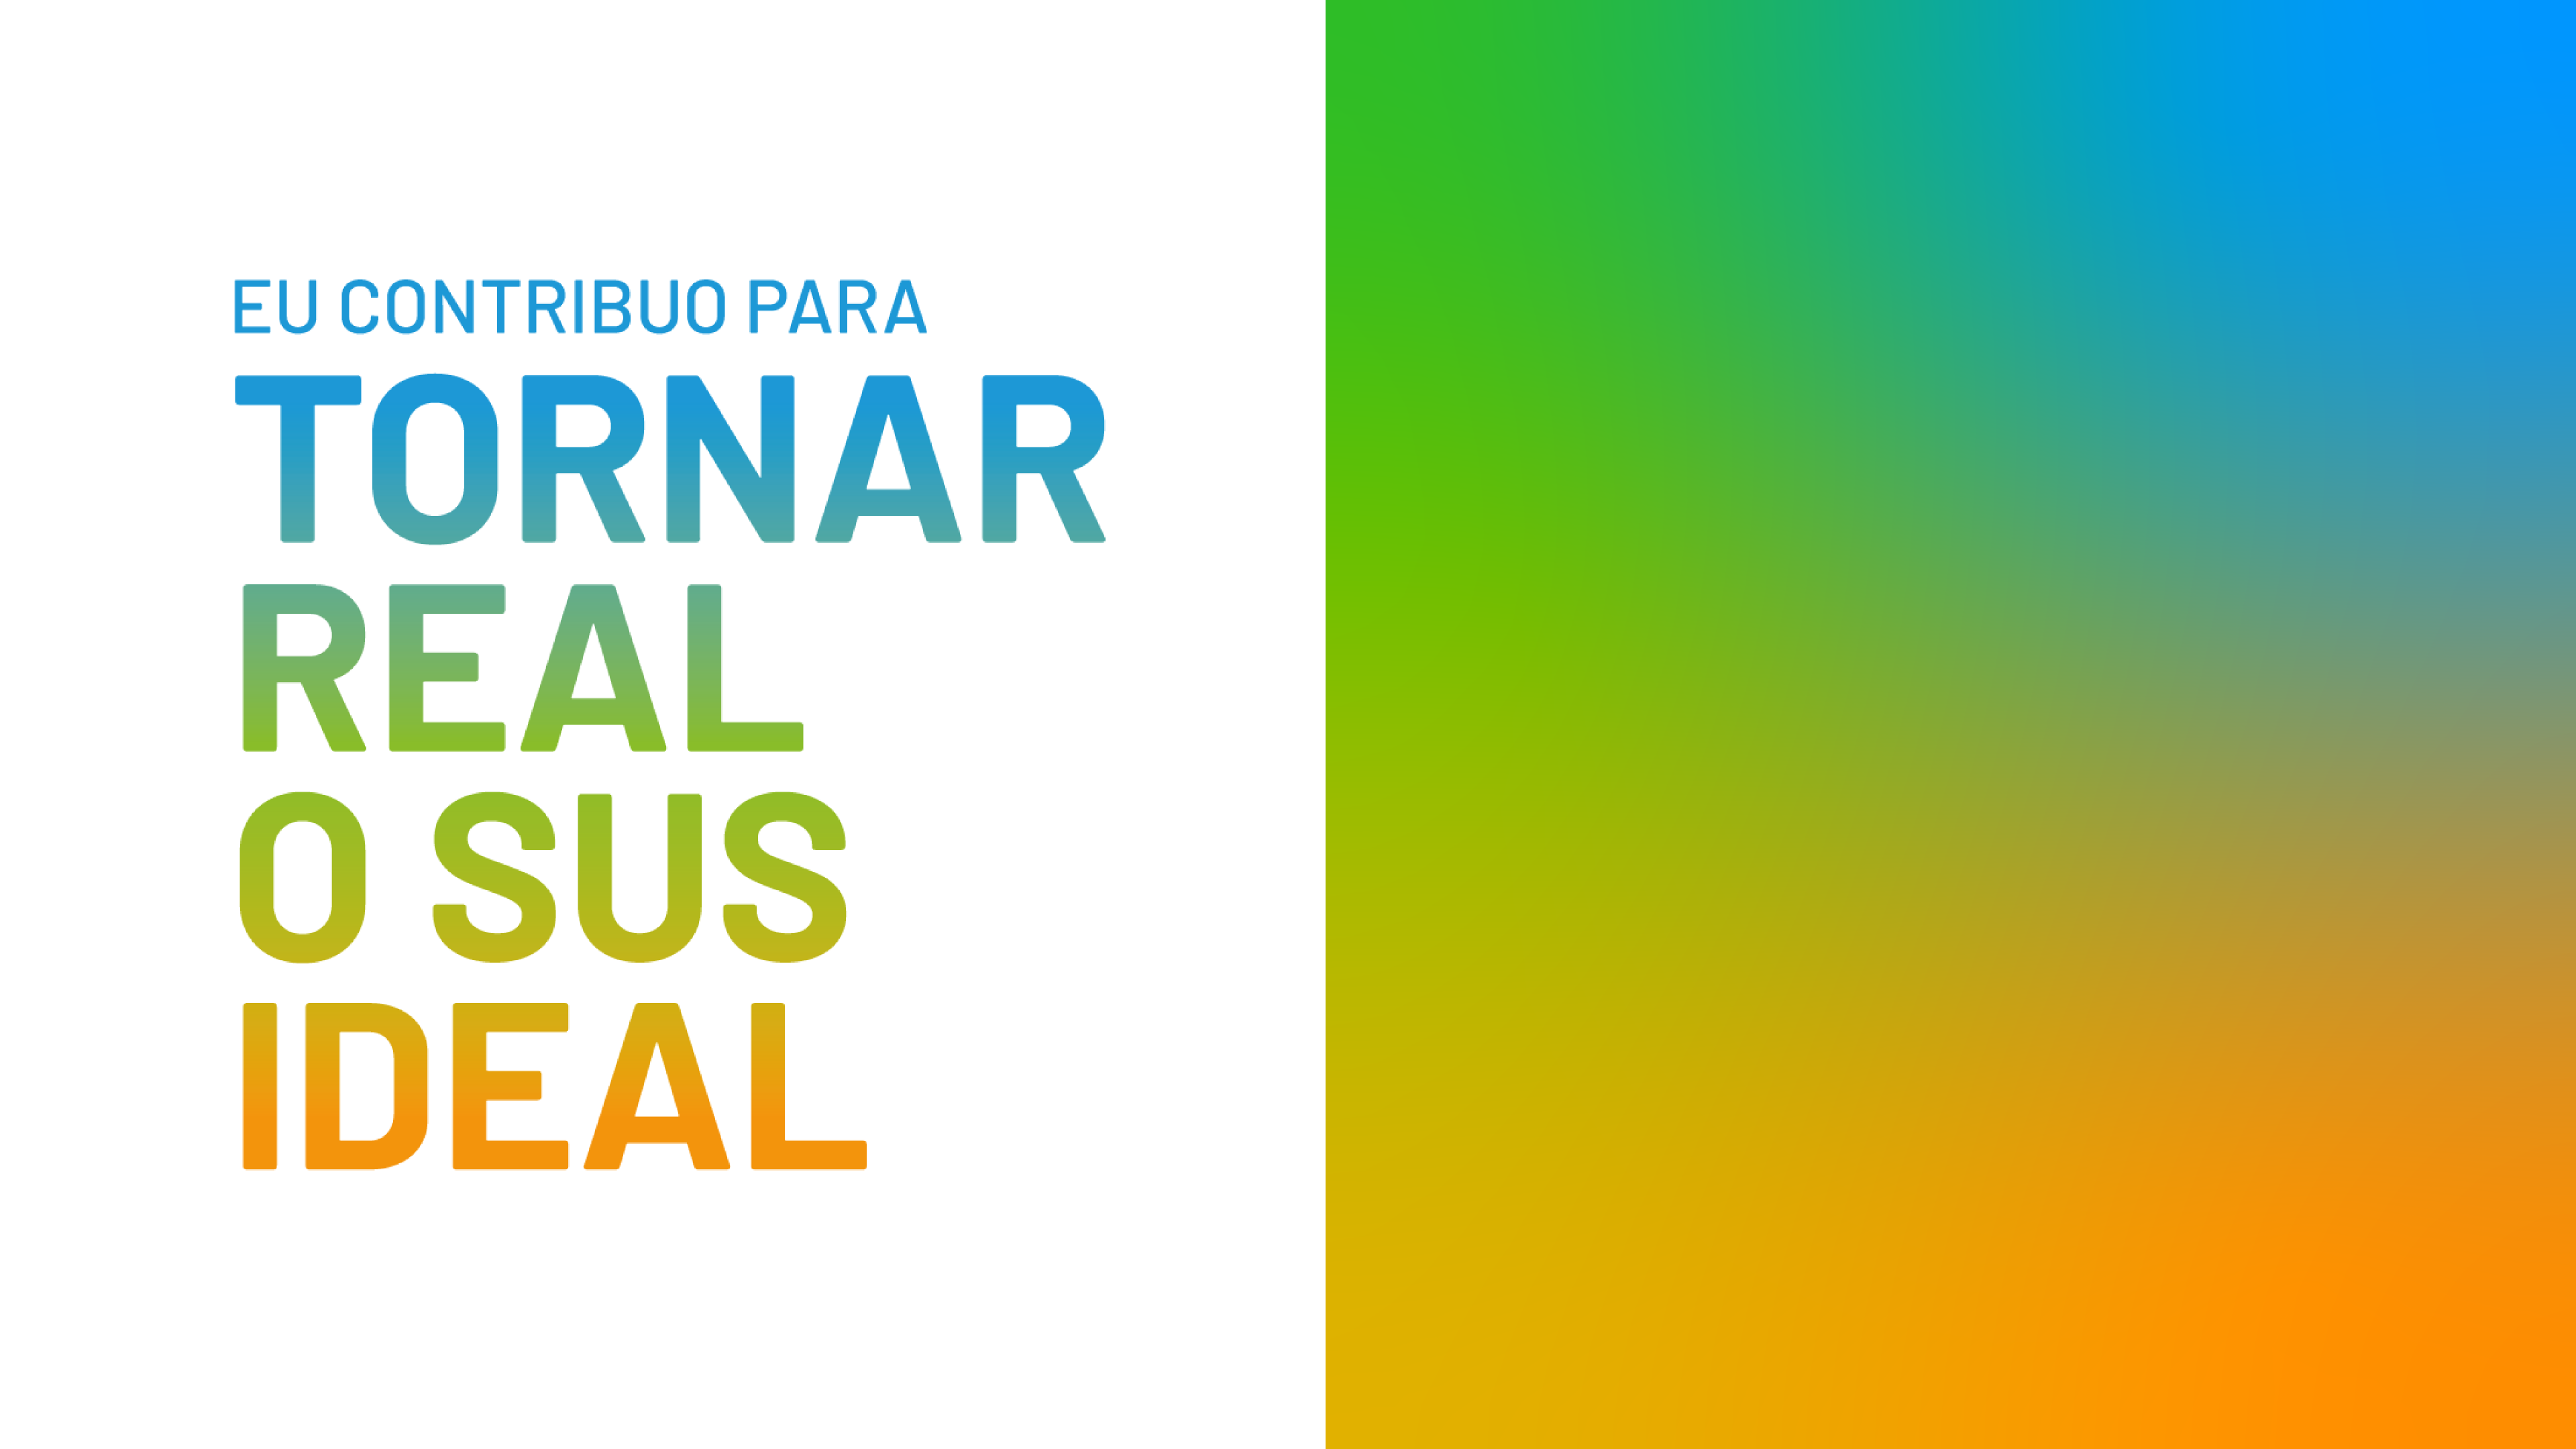 EU CONTRIBUO PARA
TORNAR
REAL
O SUS
IDEAL